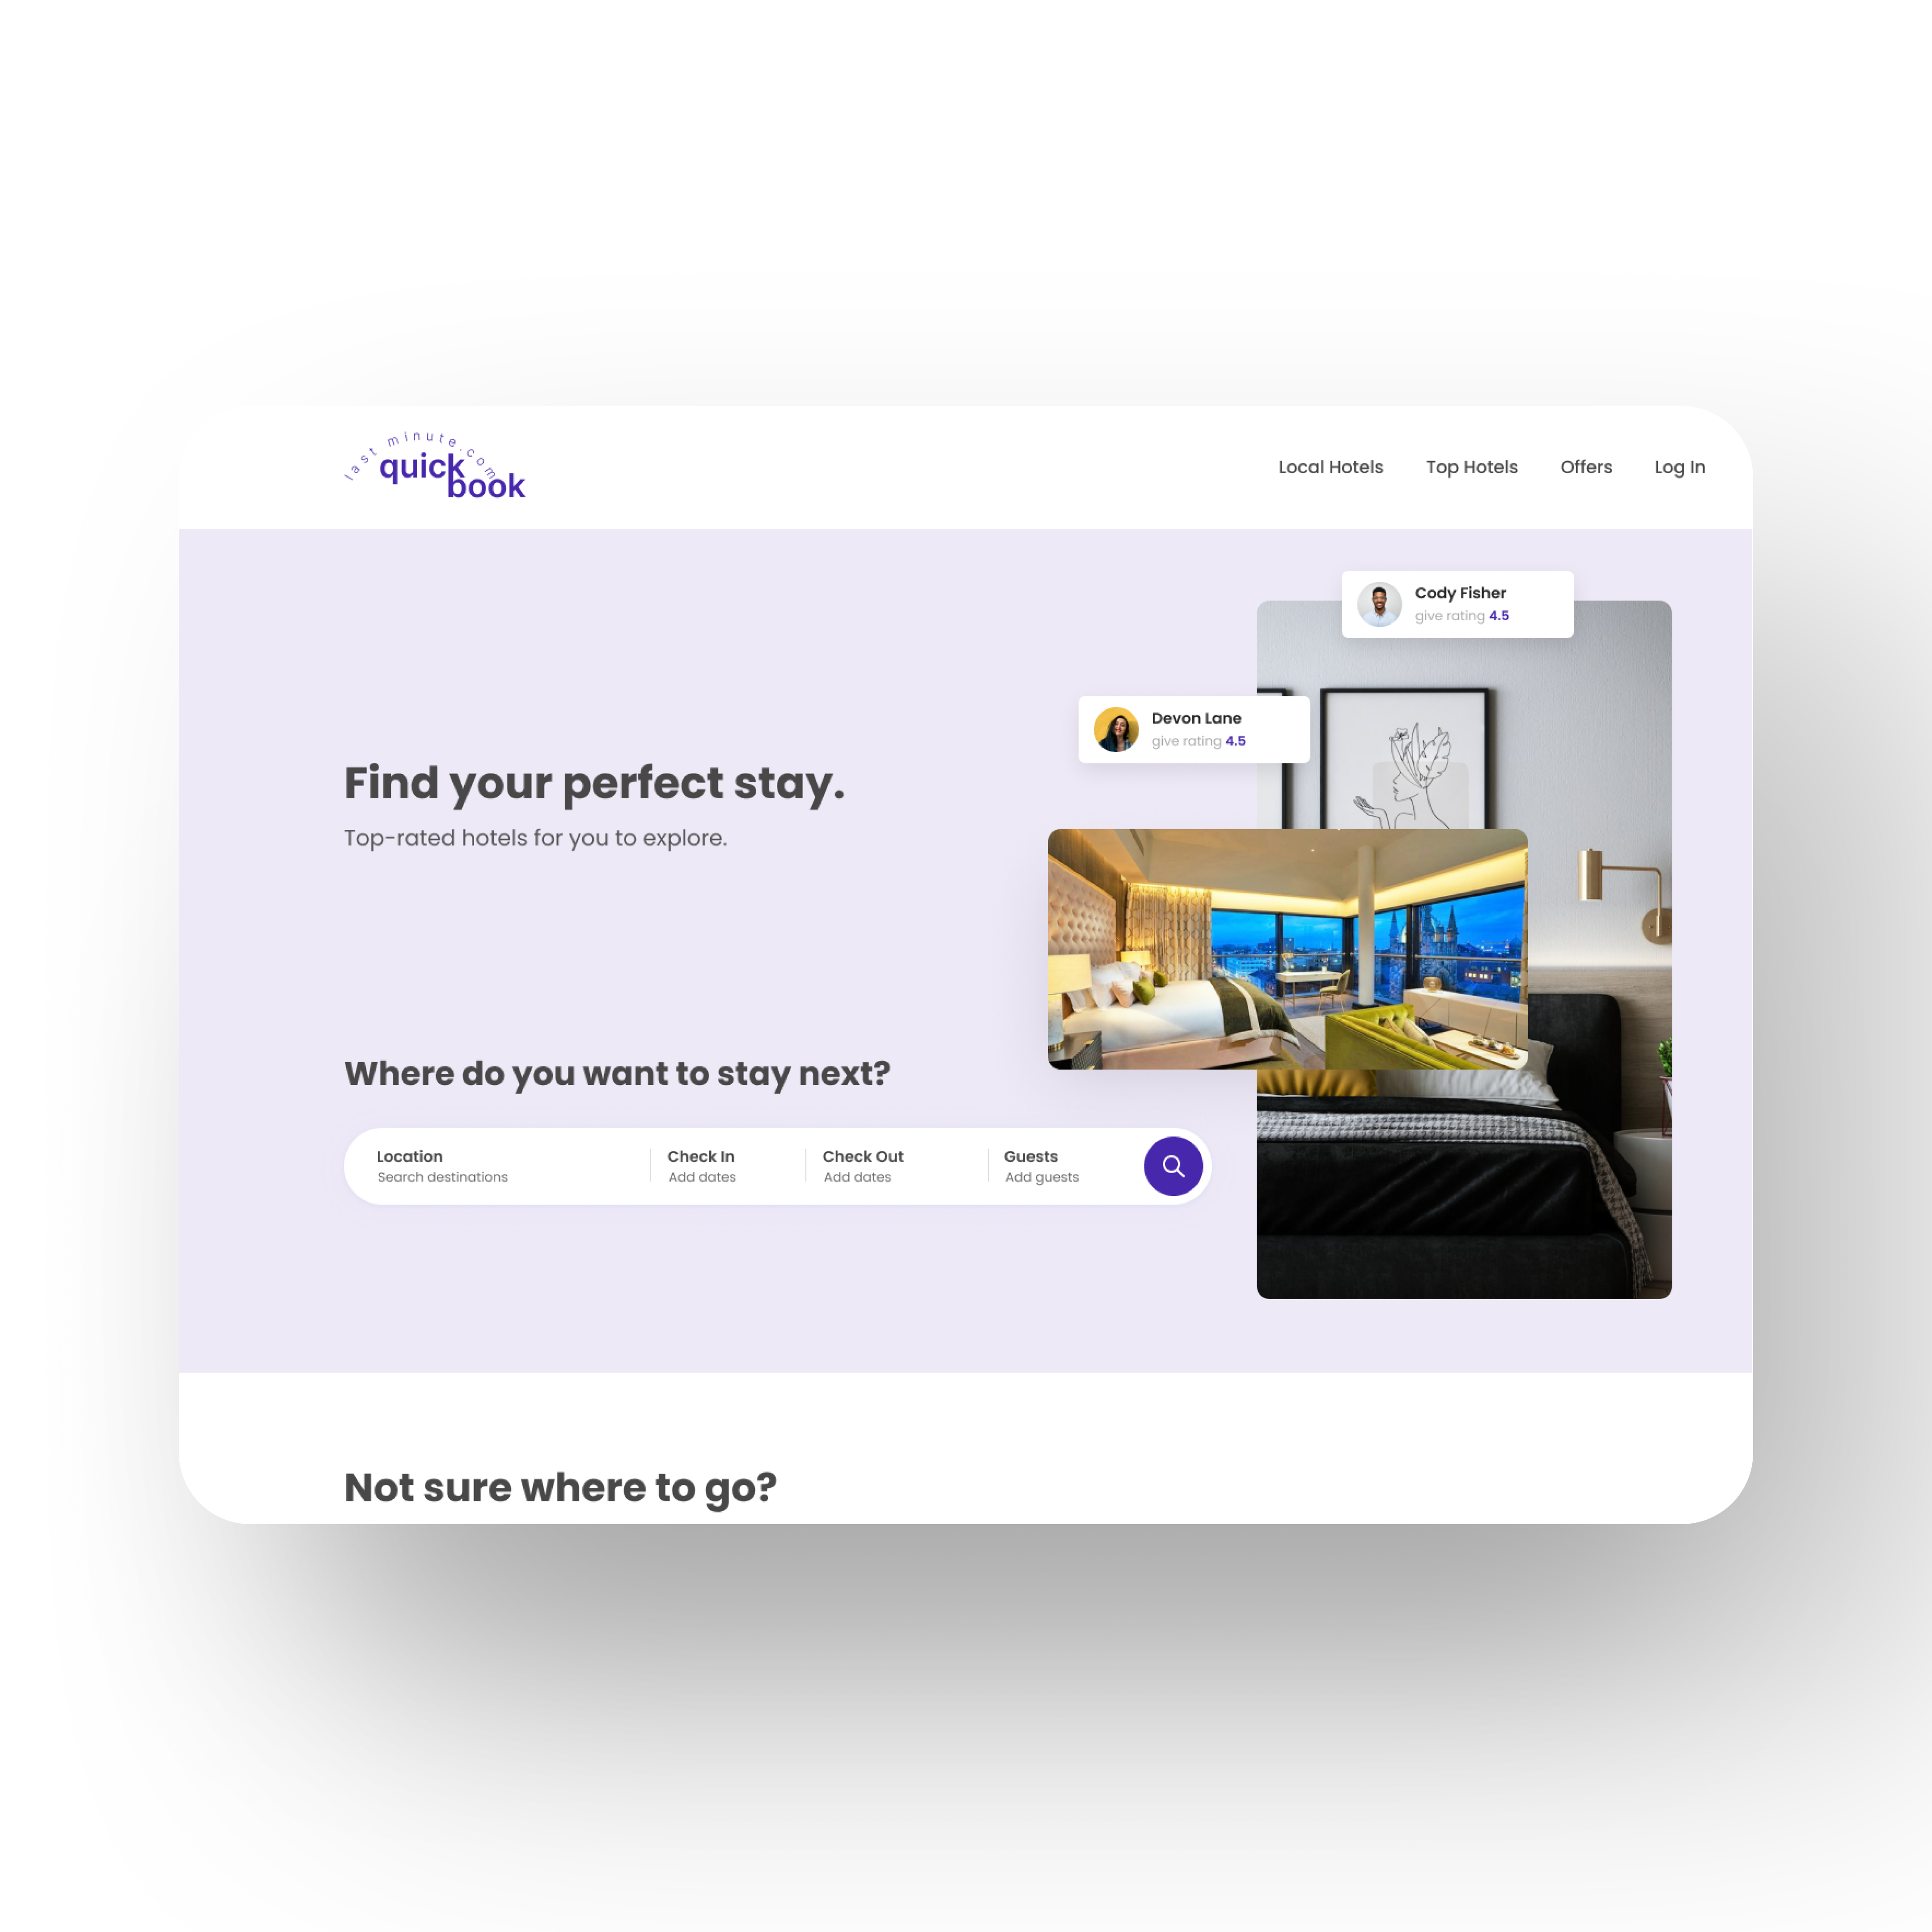 last minute.com
quick
book
Local Hotels Top Hotels Offers Log In
Cody Fisher
give rating 4.5
Devon Lane
give rating 4.5
Find your perfect stay.
Top-rated hotels for you to explore.
Where do you want to stay next?
Location Check In Check Out Guests
Search destinations Add dates Add dates Add guests
Not sure where to go?